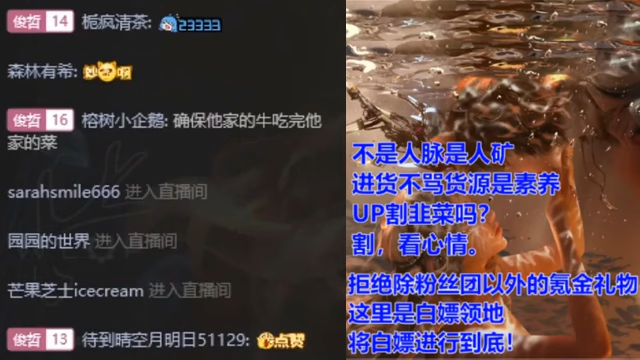 俊哲 14 栀疯清茶: 23333
森林有希: 妙啊
俊哲 16 榕树小企鹅: 确保他家的牛吃完他
家的菜
sarahsmile666 进入直播间
园园的世界 进入直播间
芒果芝士icecream 进入直播间
俊哲 13 待到晴空月明日51129: 点赞
不是人脉是人矿
进货不骂货源是素养
UP割韭菜吗？
割，看心情。
拒绝除粉丝团以外的氪金礼物
这里是白嫖领地
将白嫖进行到底！